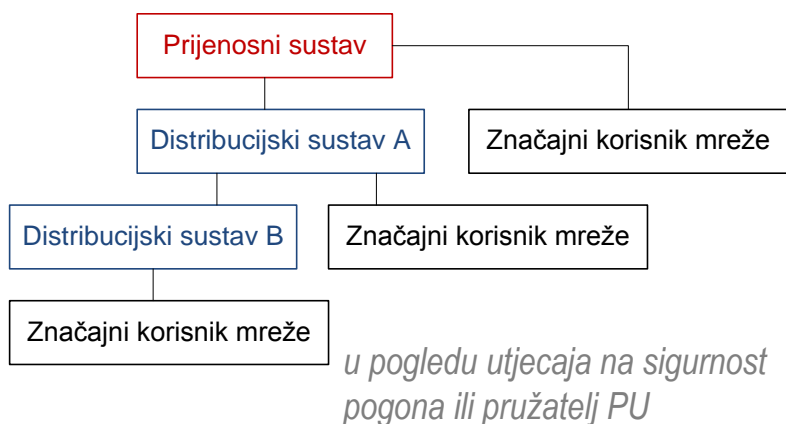 Prijenosni sustav
Distribucijski sustav A
Značajni korisnik mreže
Distribucijski sustav B
Značajni korisnik mreže
Značajni korisnik mreže
u pogledu utjecaja na sigurnost
pogona ili pružatelj PU